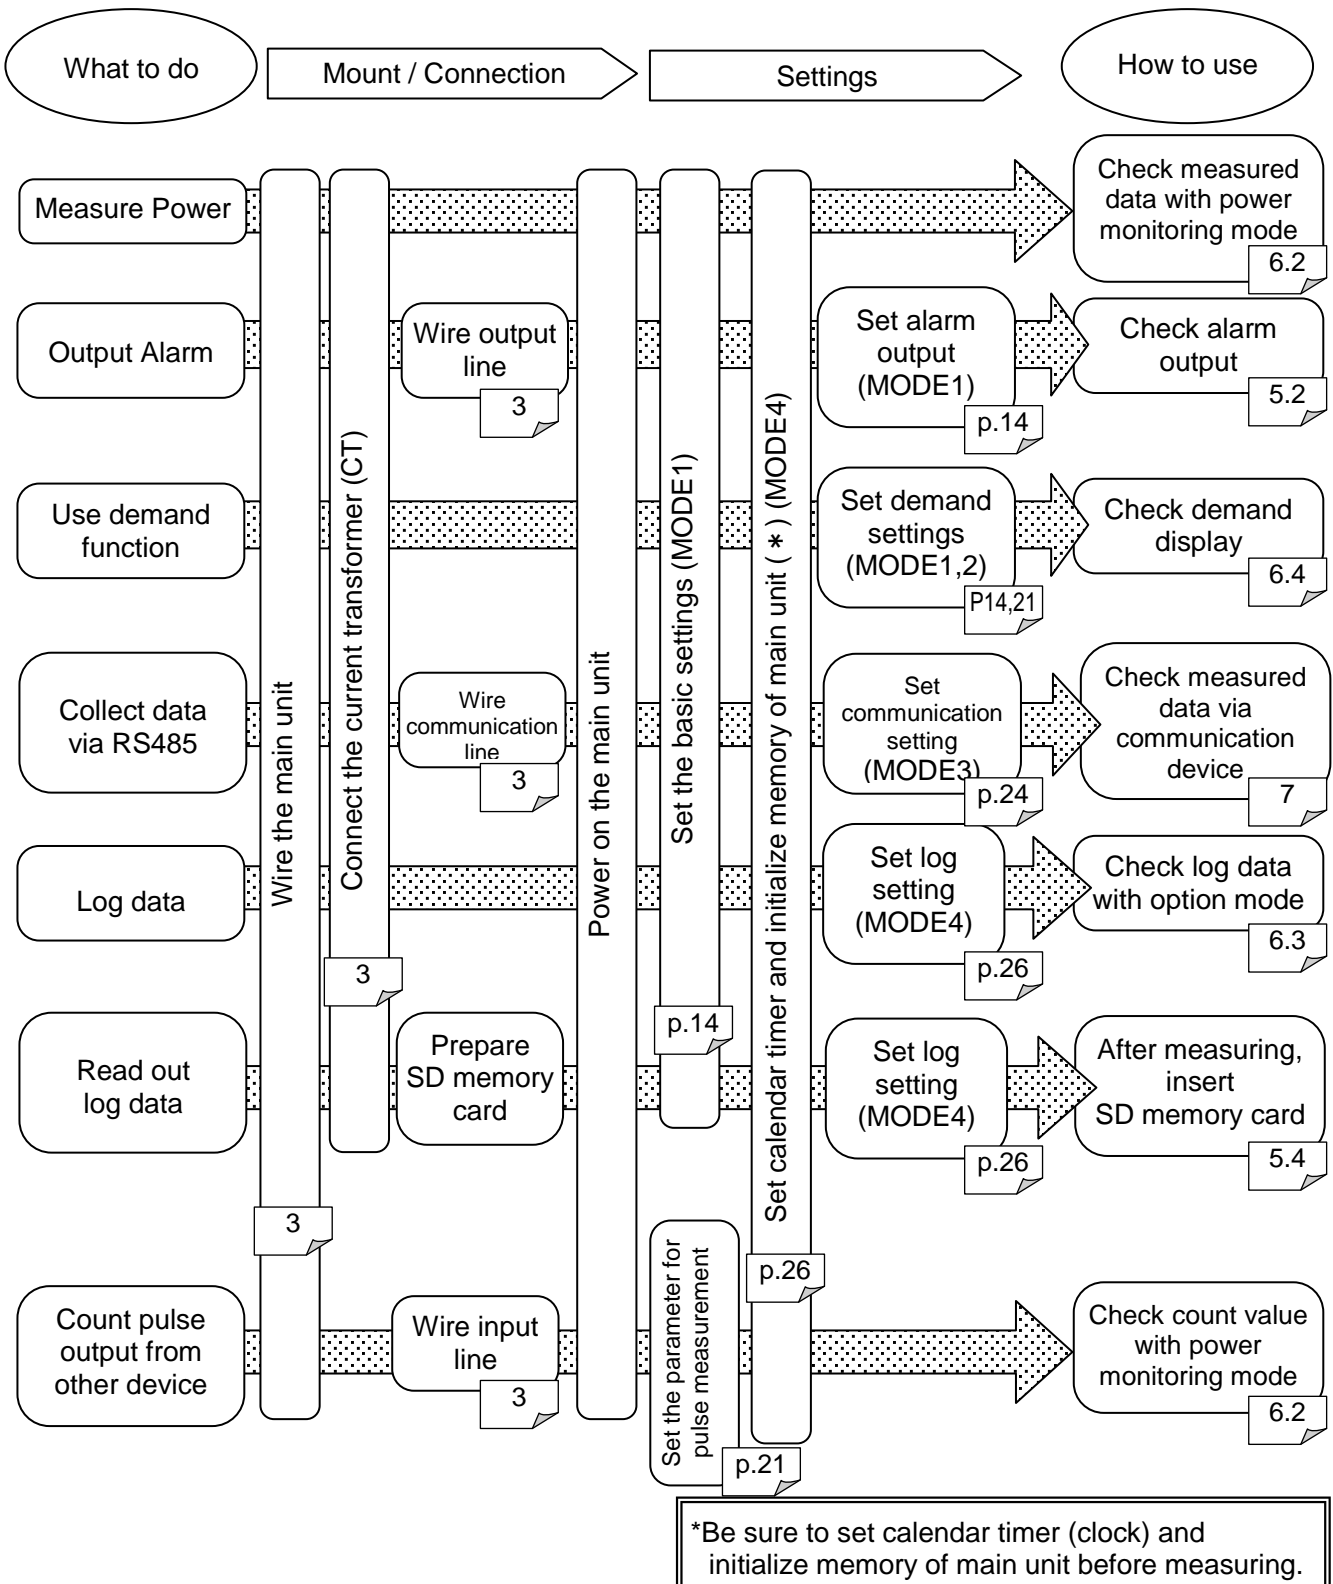 What to do
Mount / Connection
Settings
How to use
Measure Power
Check measured
data with power
monitoring mode
6.2
Output Alarm
Wire output
line
3
Set alarm
output
(MODE1)
p.14
Check alarm
output
5.2
Use demand
function
Set demand
settings
(MODE1,2)
P14,21
Check demand
display
6.4
Collect data
via RS485
Wire
communication
line
3
Set
communication
setting
(MODE3)
p.24
Check measured
data via
communication
device
7
Log data
Set log
setting
(MODE4)
p.26
Check log data
with option mode
6.3
Read out
log data
Prepare
SD memory
card
Set log
setting
(MODE4)
p.26
After measuring,
insert
SD memory card
5.4
Count pulse
output from
other device
Wire input
line
3
Check count value
with power
monitoring mode
6.2
Wire the main unit
3
Connect the current transformer (CT)
3
Power on the main unit
Set the basic settings (MODE1)
p.14
Set the parameter for
pulse measurement
p.21
Set calendar timer and initialize memory of main unit (*) (MODE4)
p.26
*Be sure to set calendar timer (clock) and
initialize memory of main unit before measuring.